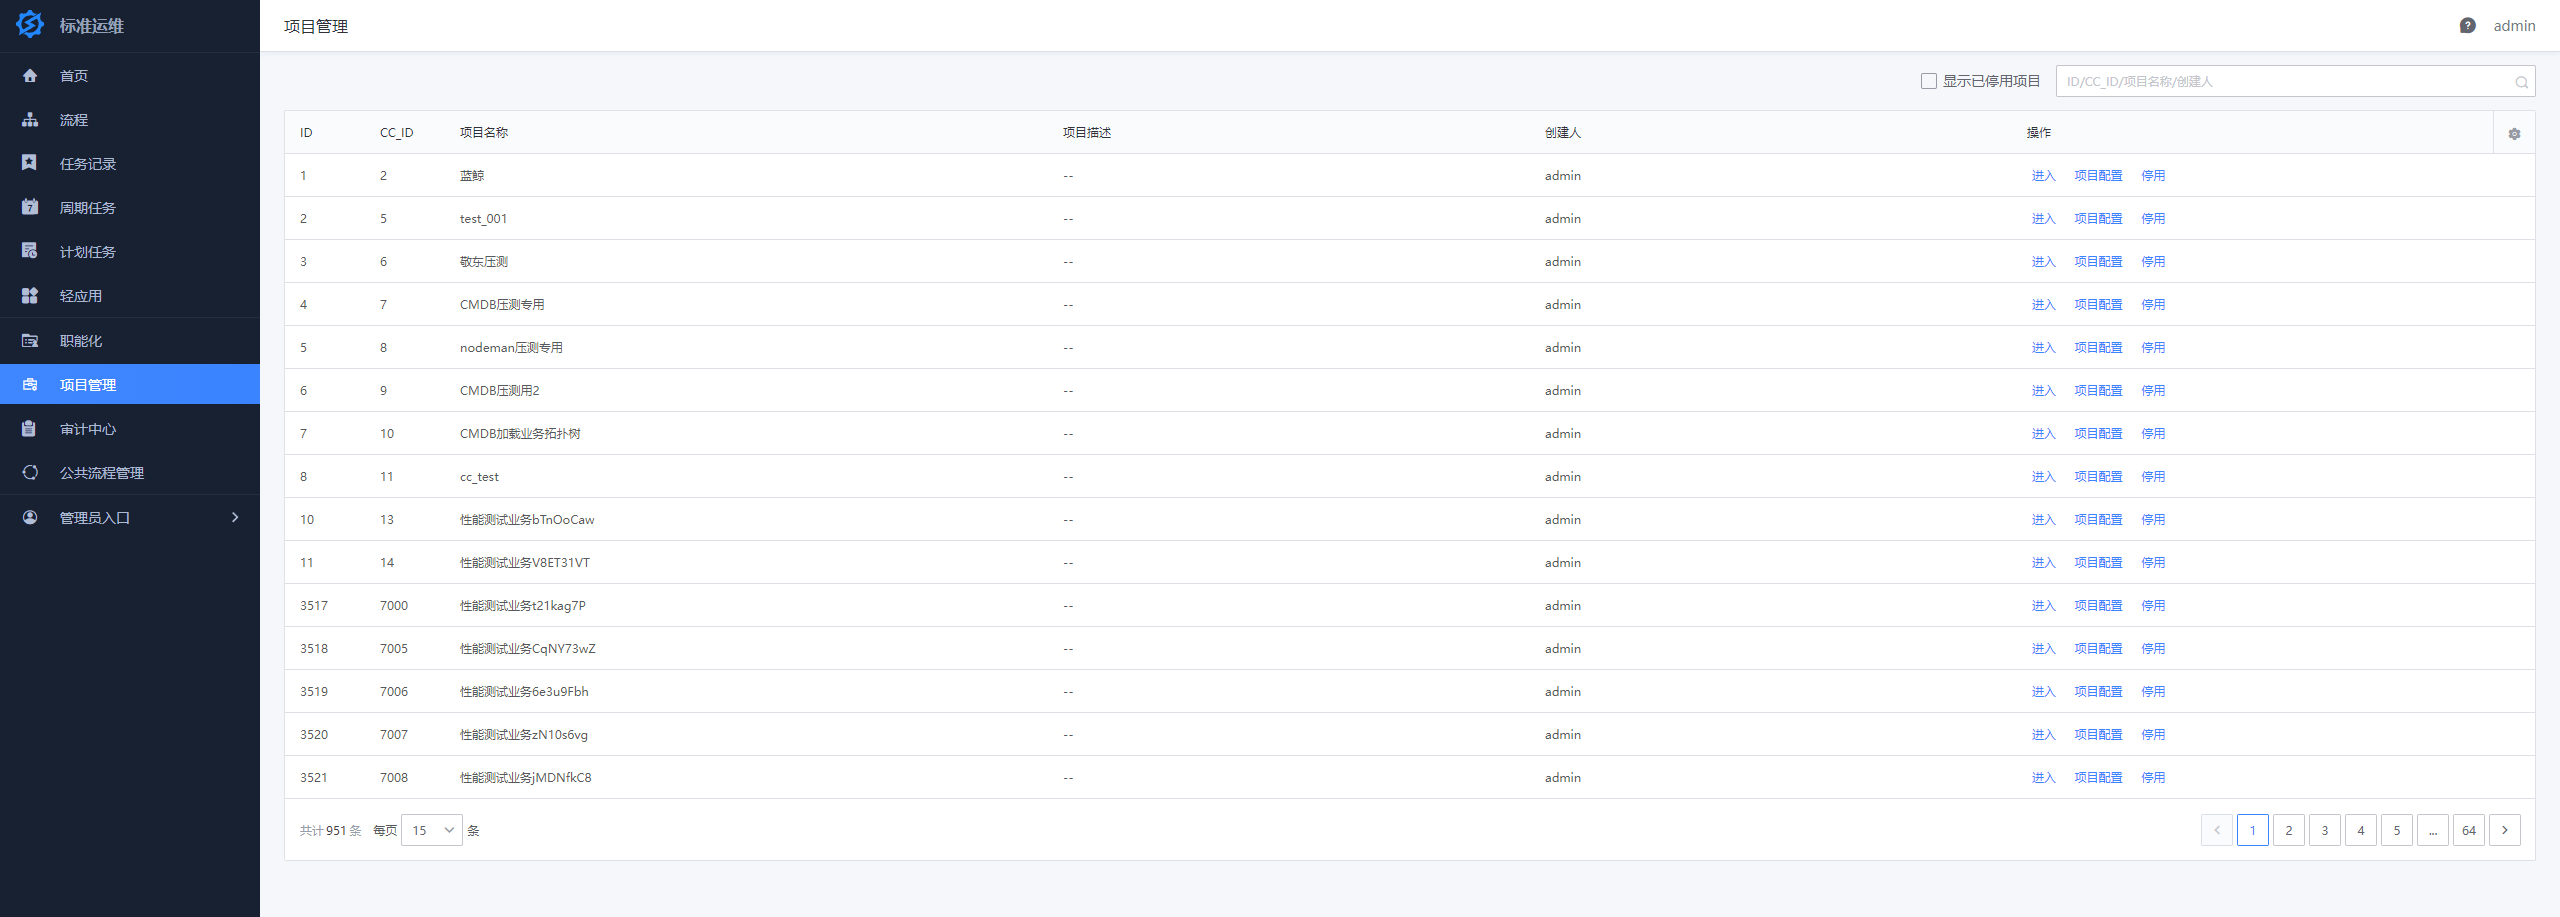 标准运维
首页
流程
任务记录
周期任务
计划任务
轻应用
职能化
项目管理
审计中心
公共流程管理
管理员入口
项目管理
admin
显示已停用项目
ID/CC_ID/项目名称/创建人
ID CC_ID 项目名称 项目描述 创建人 操作
1 2 蓝鲸 -- admin 进入 项目配置 停用
2 5 test_001 -- admin 进入 项目配置 停用
3 6 敬东压测 -- admin 进入 项目配置 停用
4 7 CMDB压测专用 -- admin 进入 项目配置 停用
5 8 nodeman压测专用 -- admin 进入 项目配置 停用
6 9 CMDB压测用2 -- admin 进入 项目配置 停用
7 10 CMDB加载业务拓扑树 -- admin 进入 项目配置 停用
8 11 cc_test -- admin 进入 项目配置 停用
10 13 性能测试业务bTnOoCaw -- admin 进入 项目配置 停用
11 14 性能测试业务V8ET31VT -- admin 进入 项目配置 停用
3517 7000 性能测试业务t21kag7P -- admin 进入 项目配置 停用
3518 7005 性能测试业务CqNY73wZ -- admin 进入 项目配置 停用
3519 7006 性能测试业务6e3u9Fbh -- admin 进入 项目配置 停用
3520 7007 性能测试业务zN10s6vg -- admin 进入 项目配置 停用
3521 7008 性能测试业务jMDNfkC8 -- admin 进入 项目配置 停用
共计951条 每页 15 条 1 2 3 4 5 ... 64